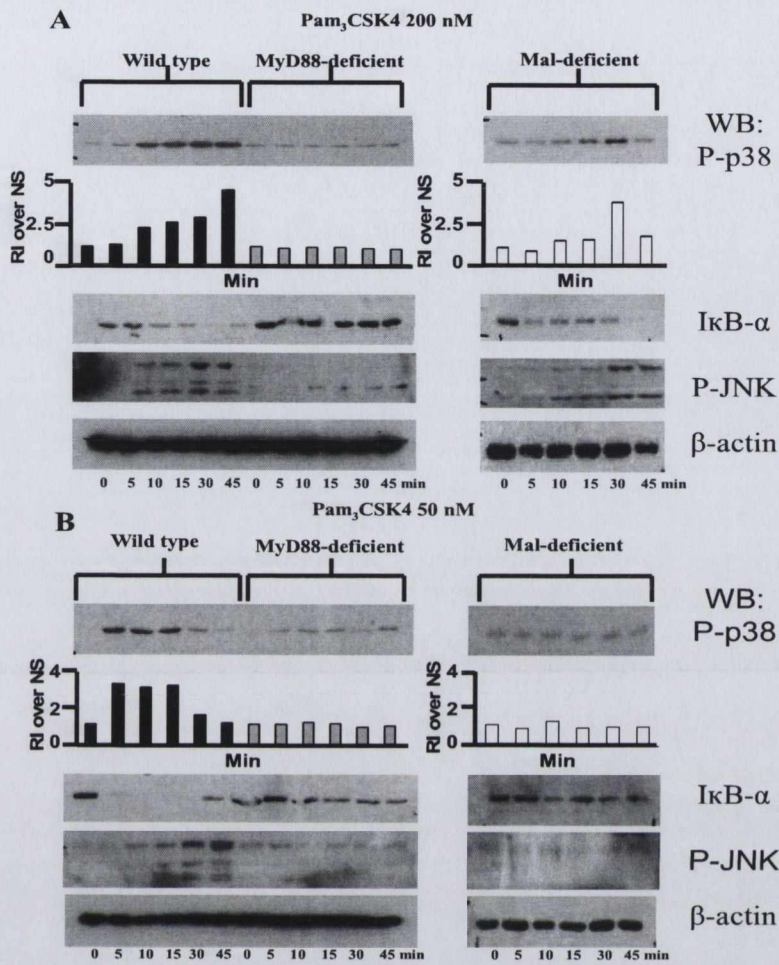 A
Pam₃CSK4 200 nM
Wild type MyD88-deficient Mal-deficient
WB:
P-p38
RI over NS 5 2.5 0
RI over NS 5 2.5 0
Min Min
IκB-α
P-JNK
β-actin
0 5 10 15 30 45 0 5 10 15 30 45 min 0 5 10 15 30 45 min
B
Pam₃CSK4 50 nM
Wild type MyD88-deficient Mal-deficient
WB:
P-p38
RI over NS 4 2 0
RI over NS 4 2 0
Min Min
IκB-α
P-JNK
β-actin
0 5 10 15 30 45 0 5 10 15 30 45 min 0 5 10 15 30 45 min